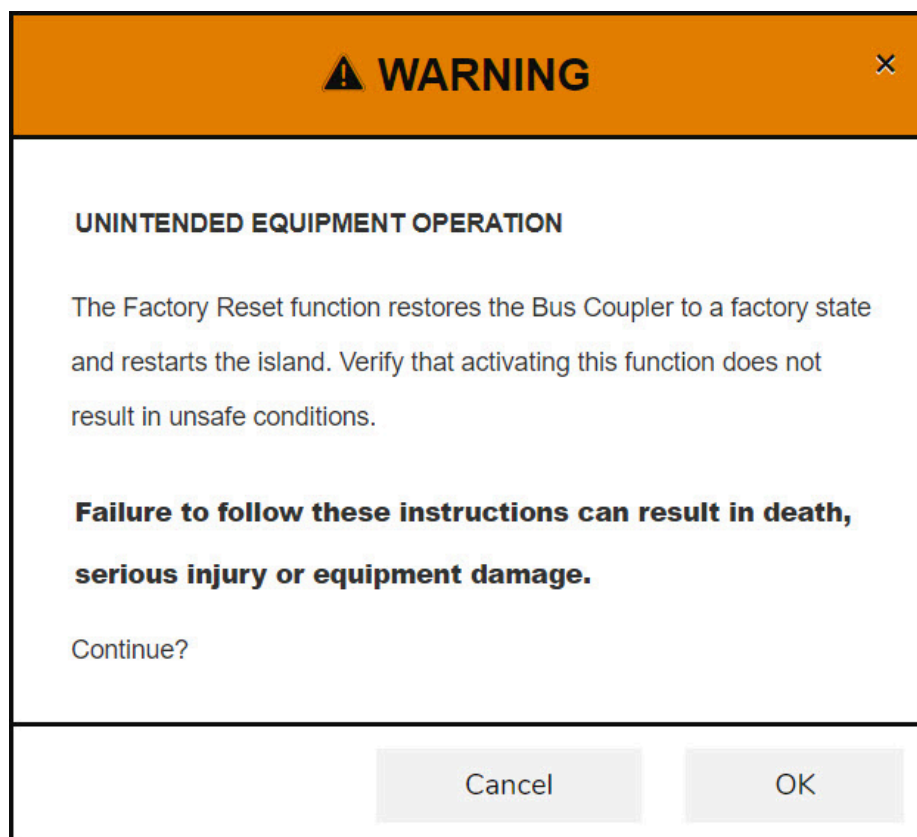 WARNING
UNINTENDED EQUIPMENT OPERATION
The Factory Reset function restores the Bus Coupler to a factory state
and restarts the island. Verify that activating this function does not
result in unsafe conditions.
Failure to follow these instructions can result in death,
serious injury or equipment damage.
Continue?
Cancel OK